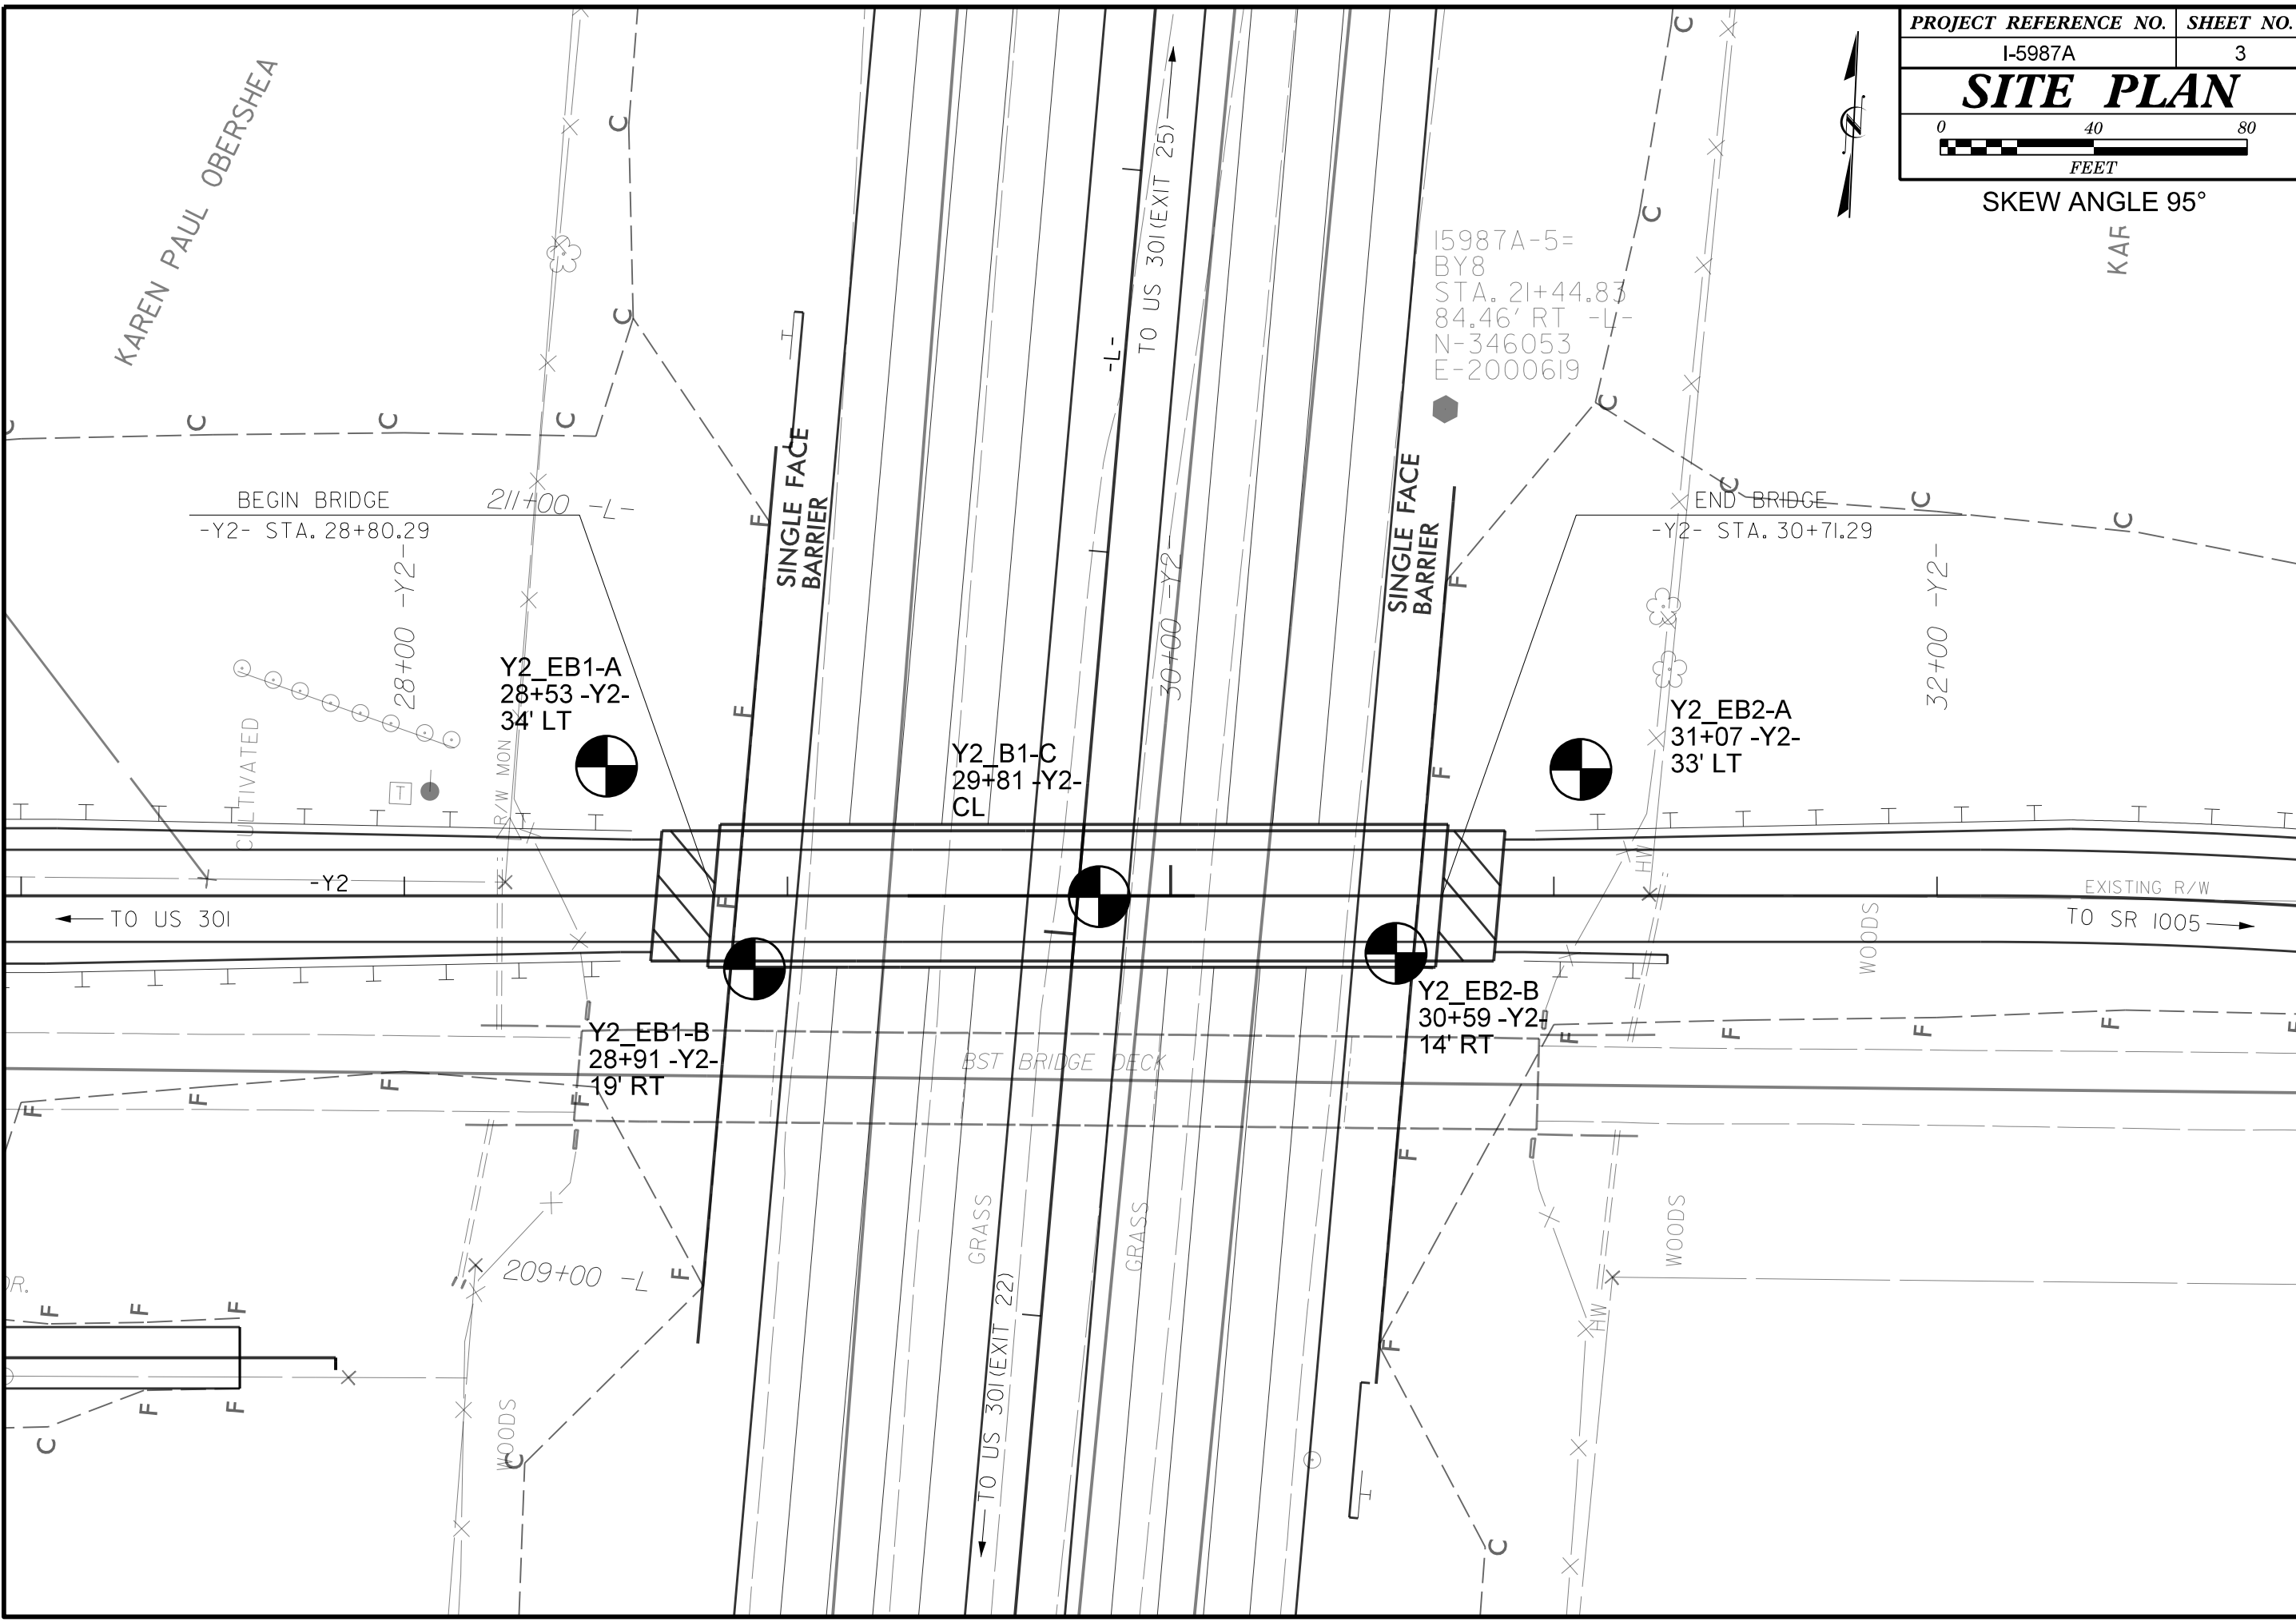 PROJECT REFERENCE NO. SHEET NO.
I-5987A 3
SITE PLAN
0 40 80
FEET
SKEW ANGLE 95°
KAREN PAUL OBERSHEA
KAR
TO US 301 (EXIT 25)
-L-
I5987A-5=
BY8
STA. 21+44.83
84.46' RT -L-
N-346053
E-2000619
C
C
C
C
C
C
C
C
C
C
C
C
C
SINGLE FACE
BARRIER
SINGLE FACE
BARRIER
BEGIN BRIDGE
-Y2- STA. 28+80.29
211+00 -L-
END BRIDGE
-Y2- STA. 30+71.29
28+00 -Y2-
30+00 -Y2-
32+00 -Y2-
F
F
F
F
F
Y2_EB1-A
28+53 -Y2-
34' LT
Y2_B1-C
29+81 -Y2-
CL
Y2_EB2-A
31+07 -Y2-
33' LT
CULTIVATED
T
R/W MON
HW
-Y2
TO US 301
EXISTING R/W
TO SR 1005
WOODS
Y2_EB1-B
28+91 -Y2-
19' RT
Y2_EB2-B
30+59 -Y2-
14' RT
BST BRIDGE DECK
F
F
F
F
F
F
F
F
F
F
GRASS
GRASS
WOODS
209+00 -L
F
DR.
F
F
F
F
F
F
HW
TO US 301 (EXIT 22)
WOODS
C
C
C